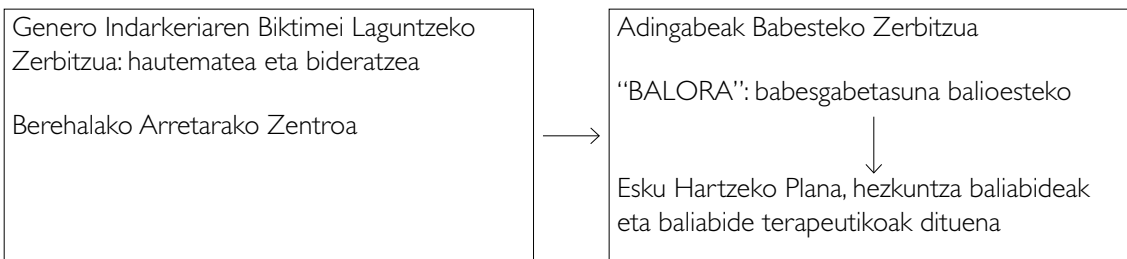 Genero Indarkeriaren Biktimei Laguntzeko
Zerbitzua: hautematea eta bideratzea
Berehalako Arretarako Zentroa
Adingabeak Babesteko Zerbitzua
“BALORA”: babesgabetasuna balioesteko
Esku Hartzeko Plana, hezkuntza baliabideak
eta baliabide terapeutikoak dituena